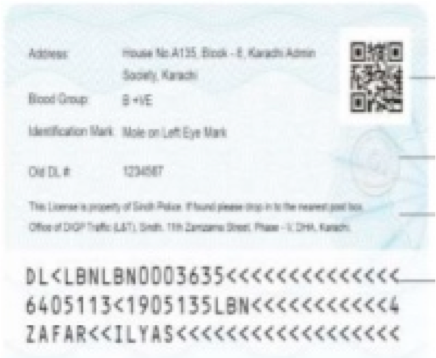 Address: House No.A135, Block - 8, Karachi Admin
Society, Karachi
Blood Group: B +VE
Identification Mark: Mole on Left Eye Mark
Old DL #: 1234567
This License is property of Sindh Police. If found please drop in to the nearest post box.
Office of DIGP Traffic (L&T), Sindh. 11th Zamzama Street, Phase - V, DHA, Karachi.
DL<LBNLBN0003635<<<<<<<<<<<<<<
6405113<1905135LBN<<<<<<<<<<<4
ZAFAR<<ILYAS<<<<<<<<<<<<<<<<<<